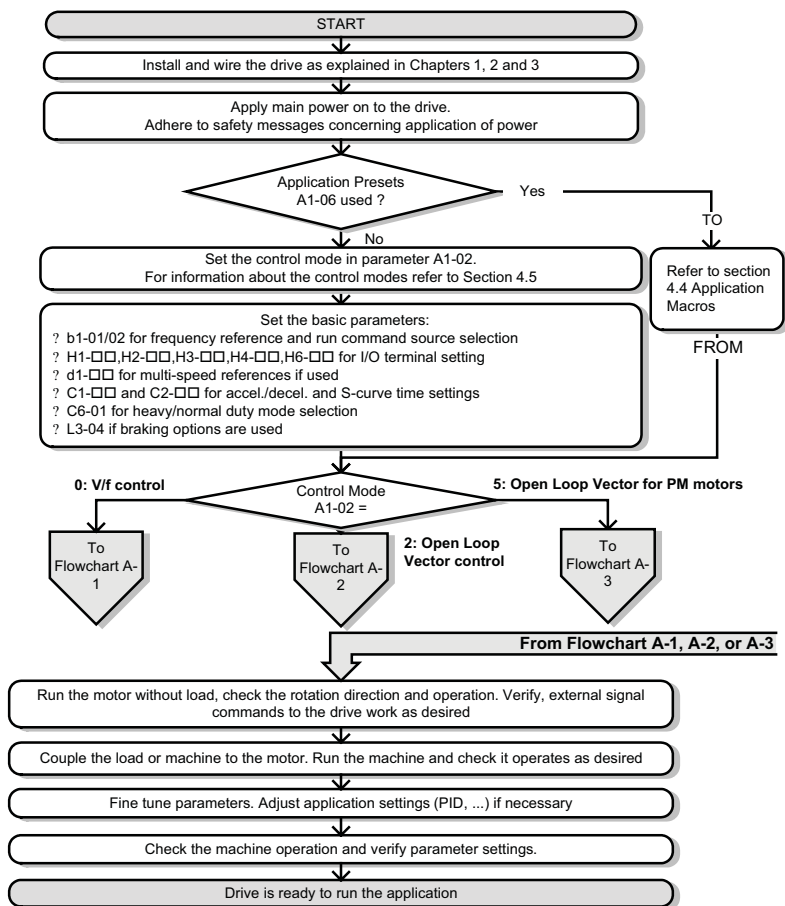 START
Install and wire the drive as explained in Chapters 1, 2 and 3
Apply main power on to the drive.
Adhere to safety messages concerning application of power
Application Presets
A1-06 used ?
Yes
TO
No
Set the control mode in parameter A1-02.
For information about the control modes refer to Section 4.5
Refer to section
4.4 Application
Macros
FROM
Set the basic parameters:
? b1-01/02 for frequency reference and run command source selection
? H1-□□,H2-□□,H3-□□,H4-□□,H6-□□ for I/O terminal setting
? d1-□□ for multi-speed references if used
? C1-□□ and C2-□□ for accel./decel. and S-curve time settings
? C6-01 for heavy/normal duty mode selection
? L3-04 if braking options are used
0: V/f control
Control Mode
A1-02 =
5: Open Loop Vector for PM motors
To
Flowchart A-
1
To
Flowchart A-
2
2: Open Loop
Vector control
To
Flowchart A-
3
From Flowchart A-1, A-2, or A-3
Run the motor without load, check the rotation direction and operation. Verify, external signal
commands to the drive work as desired
Couple the load or machine to the motor. Run the machine and check it operates as desired
Fine tune parameters. Adjust application settings (PID, ...) if necessary
Check the machine operation and verify parameter settings.
Drive is ready to run the application